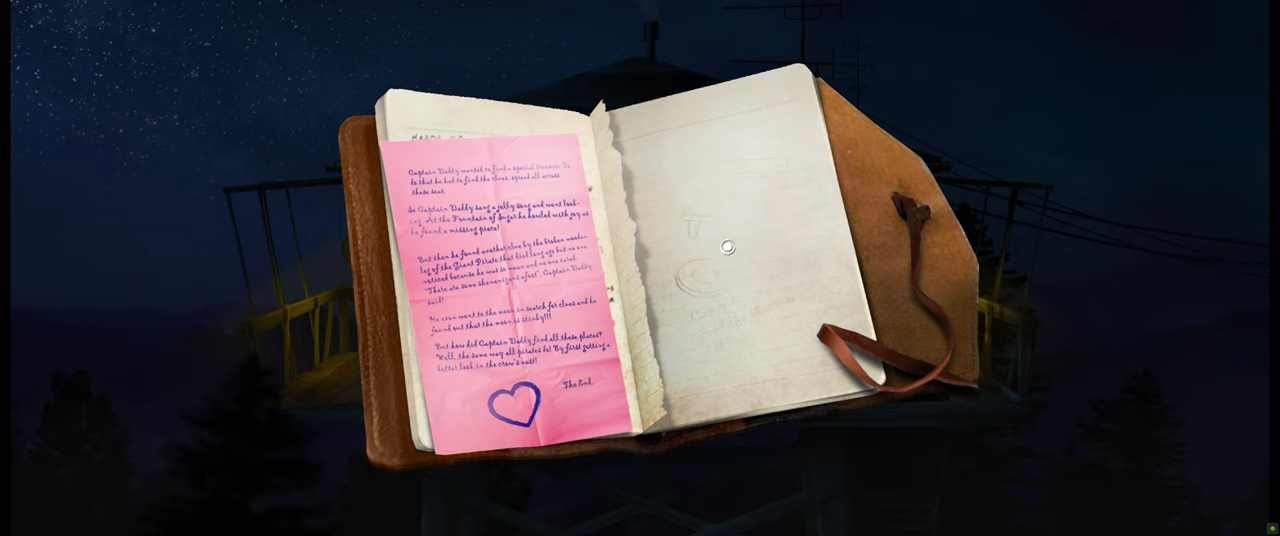 Captain Daddy wanted to find a special treasure. To
do that he had to find the clues spread all across
these seas.
So Captain Daddy sang a jolly song and went look-
ing. At the Fountain of Sugar he howled with joy as
he found a missing piece!
But then he found another clue by the broken wooden
leg of the Giant Pirate that died long ago but no one
noticed because he was so mean and no one cared.
"There are some shenanigans afoot", Captain Daddy
said!
He even went to the moon in search for clues and he
found out that the moon is stinky!!!
But how did Captain Daddy find all these places?
Well, the same way all pirates do! By first getting a
better look in the crow's nest!
The End.